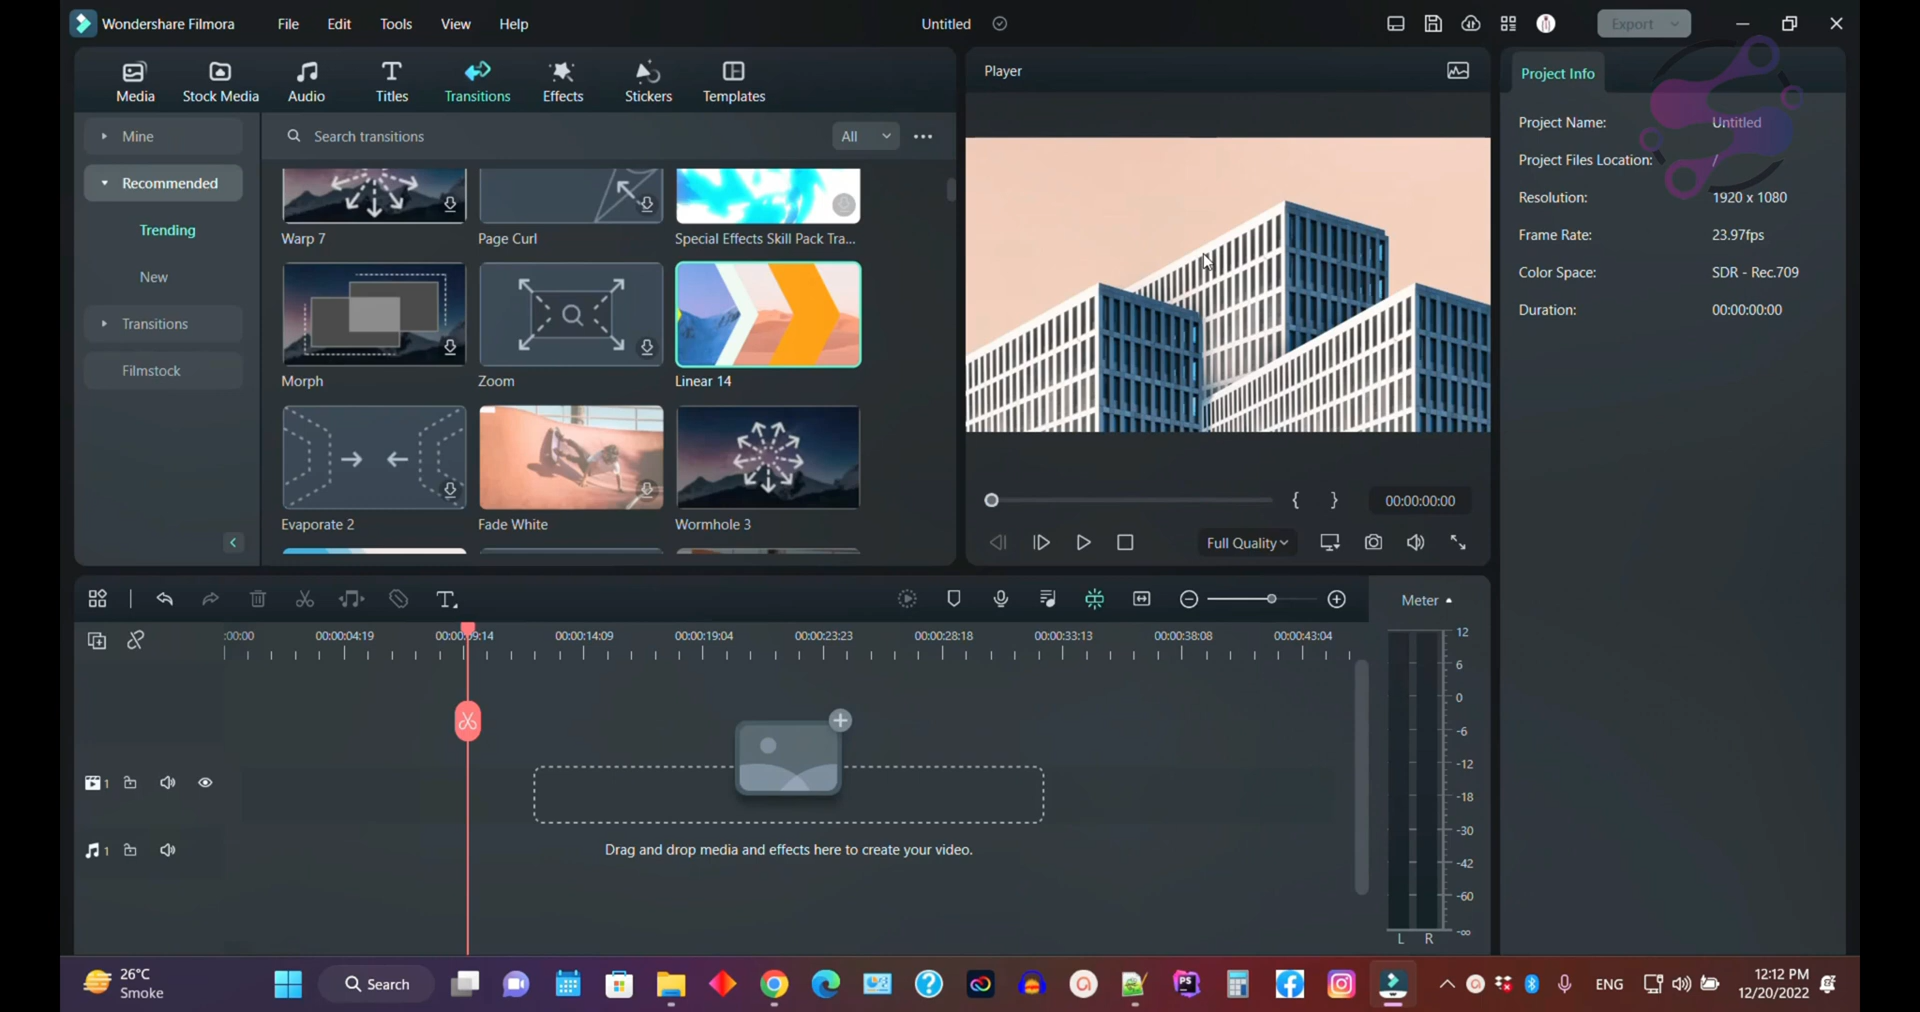 Wondershare Filmora File Edit Tools View Help Untitled Export
Media Stock Media Audio Titles Transitions Effects Stickers Templates
Player
Project Info
Mine
Recommended
Trending
New
Transitions
Filmstock
Search transitions All
Warp 7 Page Curl Special Effects Skill Pack Tra...
Morph Zoom Linear 14
Evaporate 2 Fade White Wormhole 3
{ } 00:00:00:00
Full Quality
Project Name: Untitled
Project Files Location: /
Resolution: 1920 x 1080
Frame Rate: 23.97fps
Color Space: SDR - Rec.709
Duration: 00:00:00:00
Meter
:00:00 00:00:04:19 00:00:09:14 00:00:14:09 00:00:19:04 00:00:23:23 00:00:28:18 00:00:33:13 00:00:38:08 00:00:43:04
1
1
Drag and drop media and effects here to create your video.
12
6
0
-6
-12
-18
-30
-42
-60
-∞
L R
26°C
Smoke
Search
PS
ENG
12:12 PM
12/20/2022